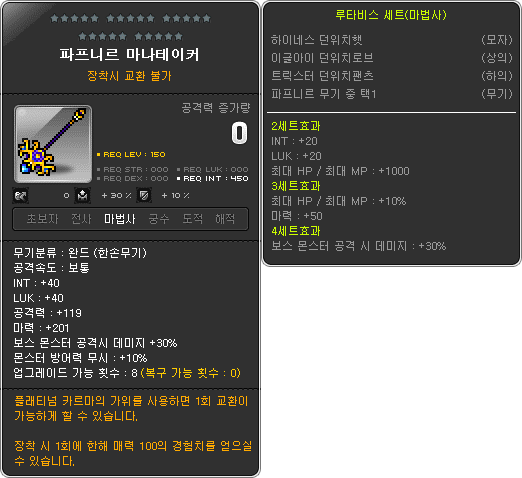 파프니르 마나테이커
장착시 교환 불가
공격력 증가량
0
REQ LEV : 150
REQ STR : 000
REQ LUK : 000
REQ DEX : 000
REQ INT : 450
0
+ 30 %
+ 10 %
초보자 전사 마법사 궁수 도적 해적
무기분류 : 완드 (한손무기)
공격속도 : 보통
INT : +40
LUK : +40
공격력 : +119
마력 : +201
보스 몬스터 공격시 데미지 +30%
몬스터 방어력 무시 : +10%
업그레이드 가능 횟수 : 8 (복구 가능 횟수 : 0)
플래티넘 카르마의 가위를 사용하면 1회 교환이
가능하게 할 수 있습니다.
장착 시 1회에 한해 매력 100의 경험치를 얻으실
수 있습니다.
루타비스 세트(마법사)
하이네스 던위치햇 (모자)
이글아이 던위치로브 (상의)
트릭스터 던위치팬츠 (하의)
파프니르 무기 중 택1 (무기)
2세트효과
INT : +20
LUK : +20
최대 HP / 최대 MP : +1000
3세트효과
최대 HP / 최대 MP : +10%
마력 : +50
4세트효과
보스 몬스터 공격 시 데미지 : +30%